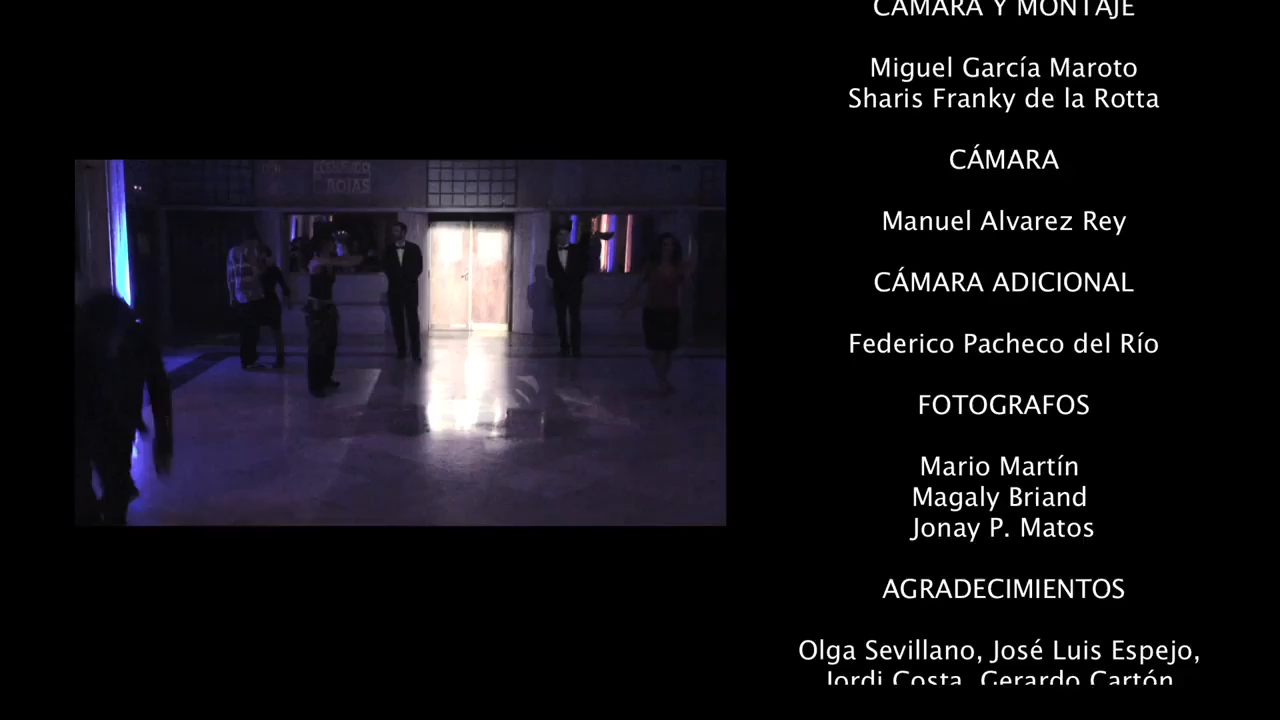 CÁMARA Y MONTAJE
Miguel García Maroto
Sharis Franky de la Rotta
CÁMARA
Manuel Alvarez Rey
CÁMARA ADICIONAL
Federico Pacheco del Río
FOTOGRAFOS
Mario Martín
Magaly Briand
Jonay P. Matos
AGRADECIMIENTOS
Olga Sevillano, José Luis Espejo,
Jordi Costa, Gerardo Cartón
ROJAS